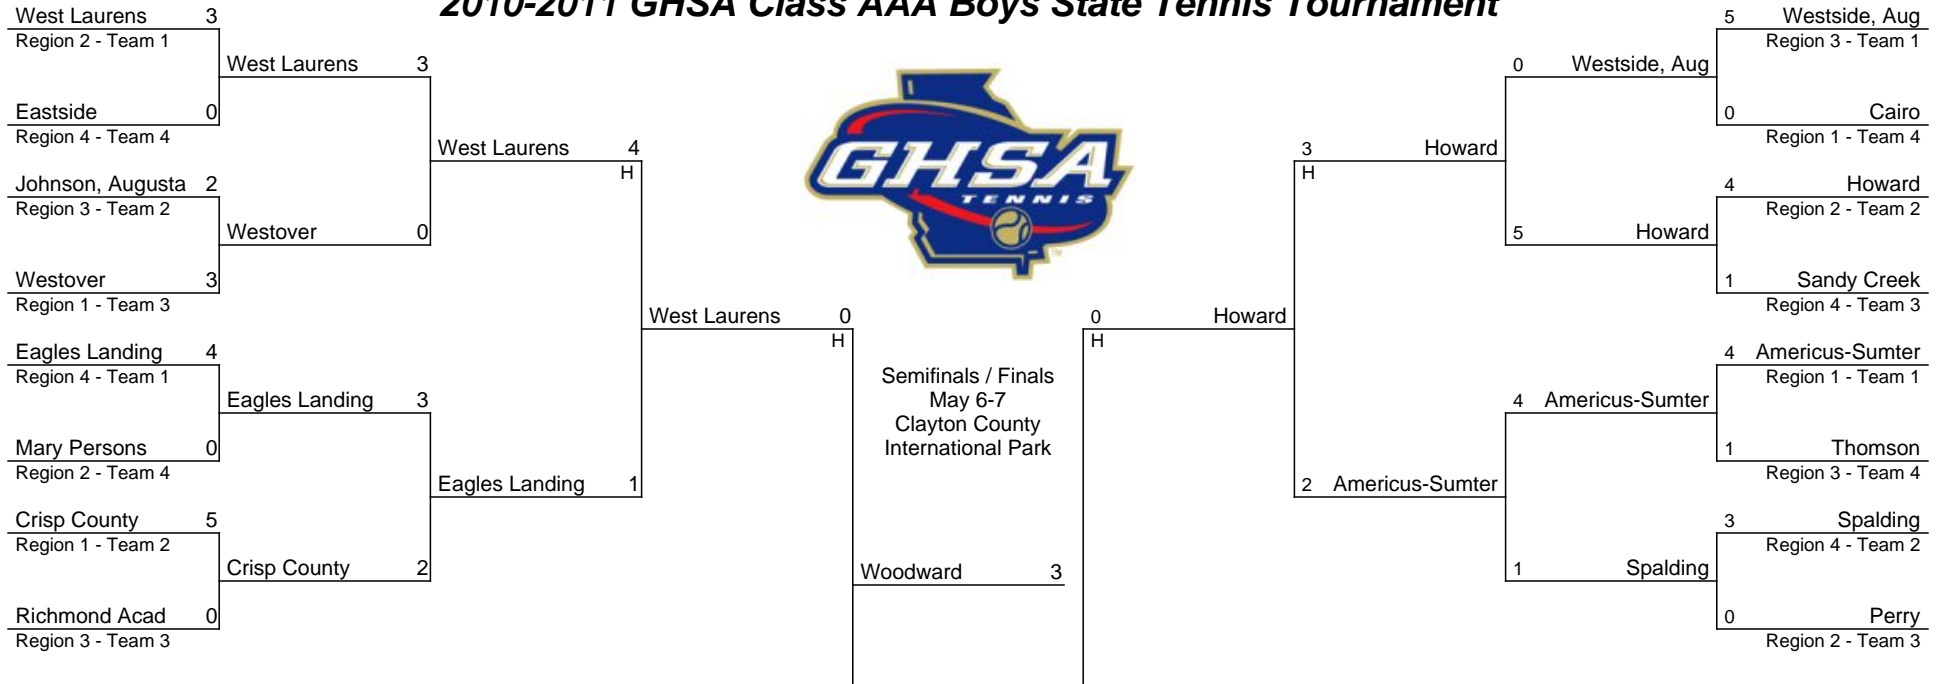 2010-2011 GHSA Class AAA Boys State Tennis Tournament
West Laurens 3
Region 2 - Team 1
Eastside 0
Region 4 - Team 4
Johnson, Augusta 2
Region 3 - Team 2
Westover 3
Region 1 - Team 3
Eagles Landing 4
Region 4 - Team 1
Mary Persons 0
Region 2 - Team 4
Crisp County 5
Region 1 - Team 2
Richmond Acad 0
Region 3 - Team 3
West Laurens 3
Westover 0
Eagles Landing 3
Crisp County 2
West Laurens 4
H
Eagles Landing 1
West Laurens 0
H
GHSA
TENNIS
TM
Semifinals / Finals
May 6-7
Clayton County
International Park
Woodward 3
0 Howard
H
3 Howard
H
2 Americus-Sumter
0 Westside, Aug
5 Howard
4 Americus-Sumter
1 Spalding
5 Westside, Aug
Region 3 - Team 1
0 Cairo
Region 1 - Team 4
4 Howard
Region 2 - Team 2
1 Sandy Creek
Region 4 - Team 3
4 Americus-Sumter
Region 1 - Team 1
1 Thomson
Region 3 - Team 4
3 Spalding
Region 4 - Team 2
0 Perry
Region 2 - Team 3